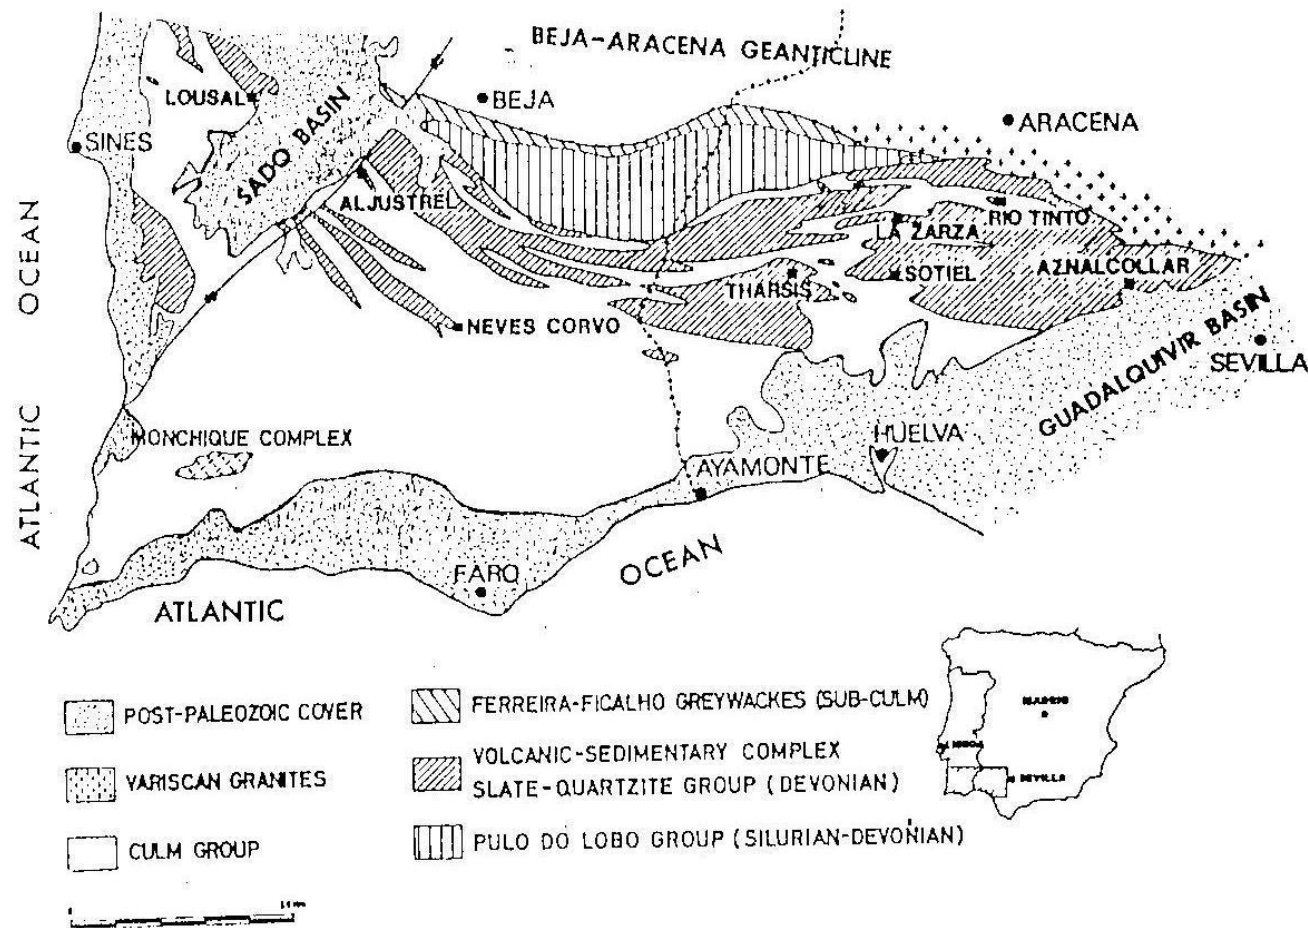 BEJA-ARACENA GEANTICLINE
LOUSAL
BEJA
ARACENA
SINES
SADO BASIN
ALJUSTREL
RIO TINTO
LA ZARZA
OCEAN
THARSIS
SOTIEL
AZNALCOLLAR
NEVES CORVO
GUADALQUIVIR BASIN
SEVILLA
ATLANTIC
MONCHIQUE COMPLEX
HUELVA
AYAMONTE
OCEAN
FARO
ATLANTIC
POST-PALEOZOIC COVER
VARISCAN GRANITES
CULM GROUP
FERREIRA-FICALHO GREYWACKES (SUB-CULM)
VOLCANIC-SEDIMENTARY COMPLEX
SLATE-QUARTZITE GROUP (DEVONIAN)
PULO DO LOBO GROUP (SILURIAN-DEVONIAN)
MADRID
SEVILLA